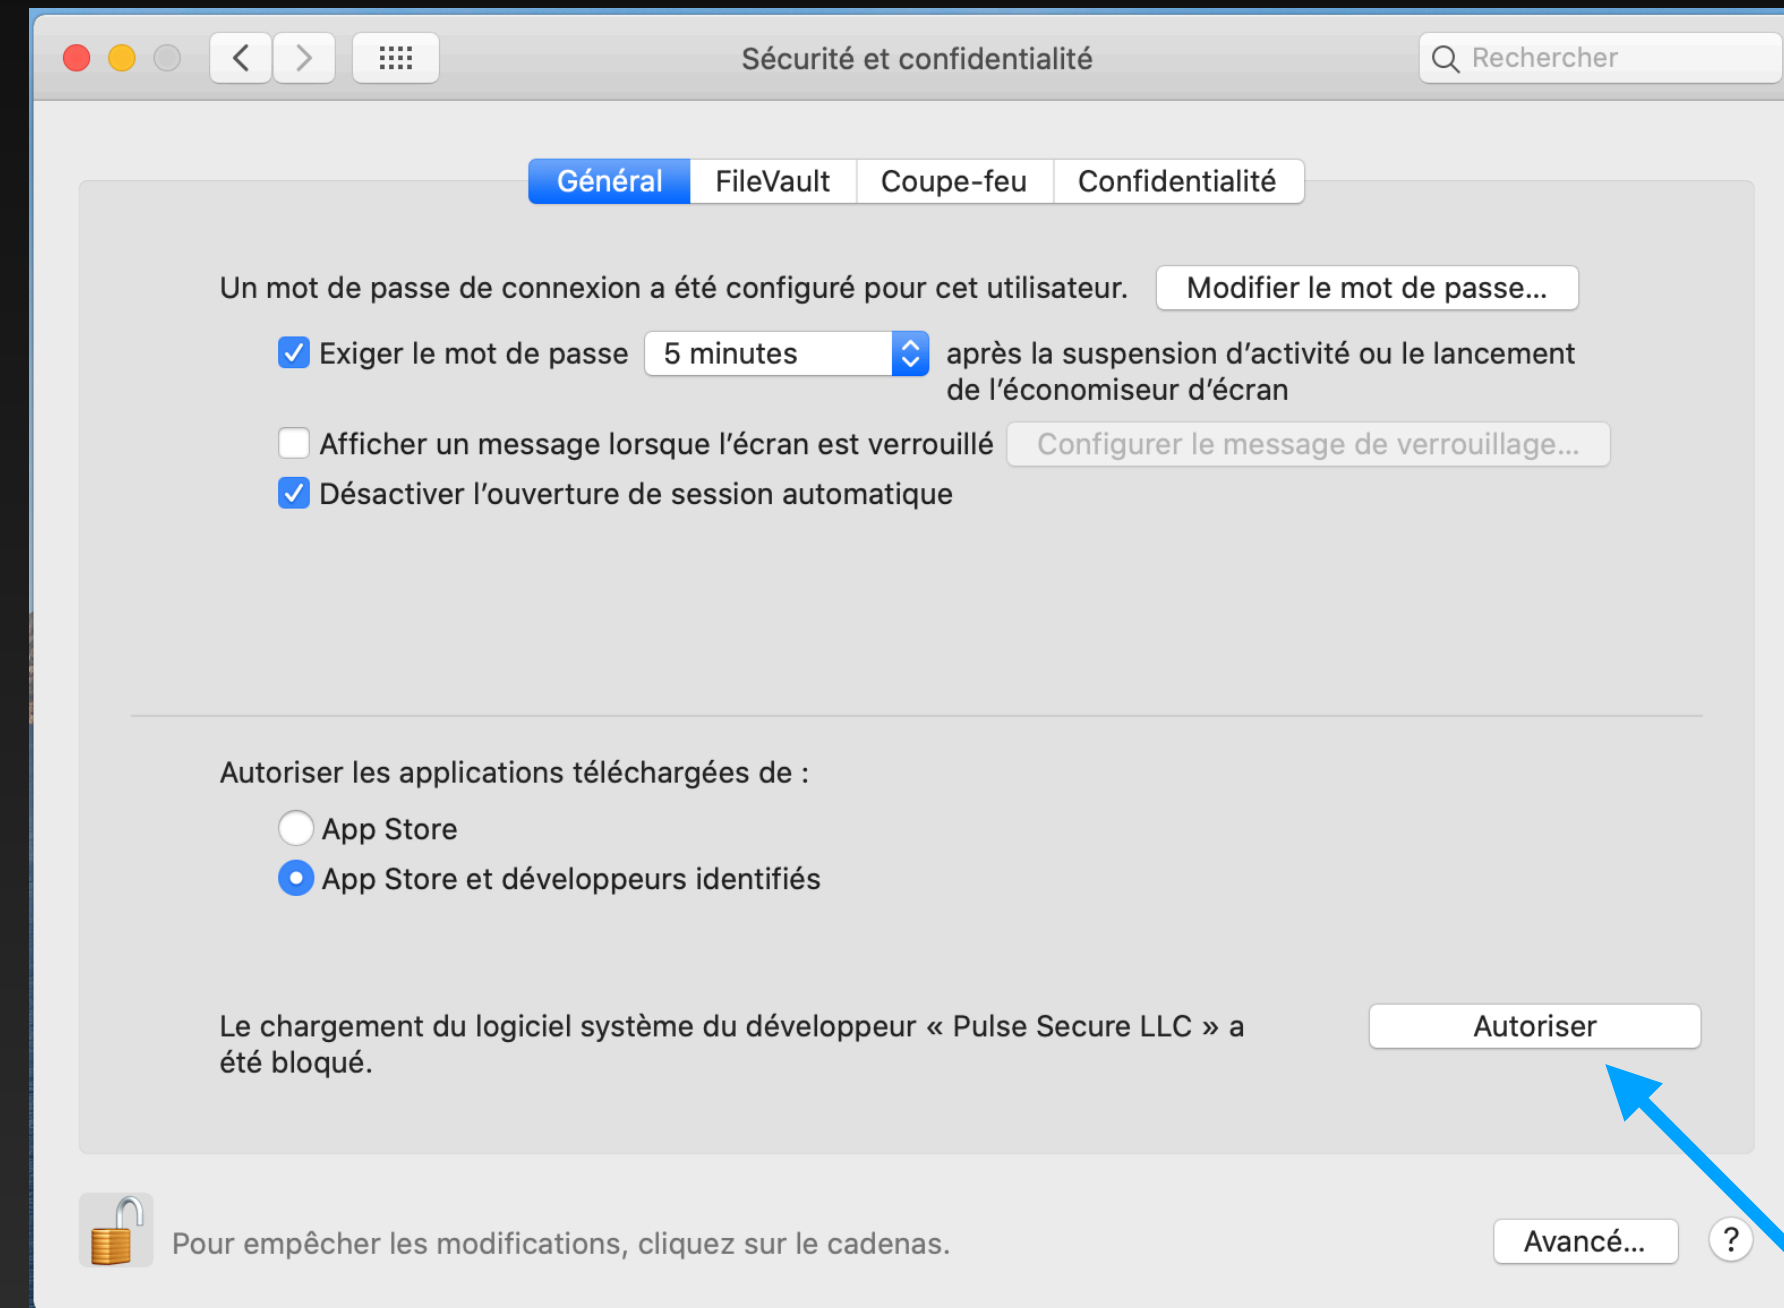 Sécurité et confidentialité
Rechercher
Général FileVault Coupe-feu Confidentialité
Un mot de passe de connexion a été configuré pour cet utilisateur. Modifier le mot de passe...
Exiger le mot de passe 5 minutes après la suspension d’activité ou le lancement
de l’économiseur d’écran
Afficher un message lorsque l’écran est verrouillé Configurer le message de verrouillage...
Désactiver l’ouverture de session automatique
Autoriser les applications téléchargées de :
App Store
App Store et développeurs identifiés
Le chargement du logiciel système du développeur « Pulse Secure LLC » a
été bloqué.
Autoriser
Pour empêcher les modifications, cliquez sur le cadenas.
Avancé... ?